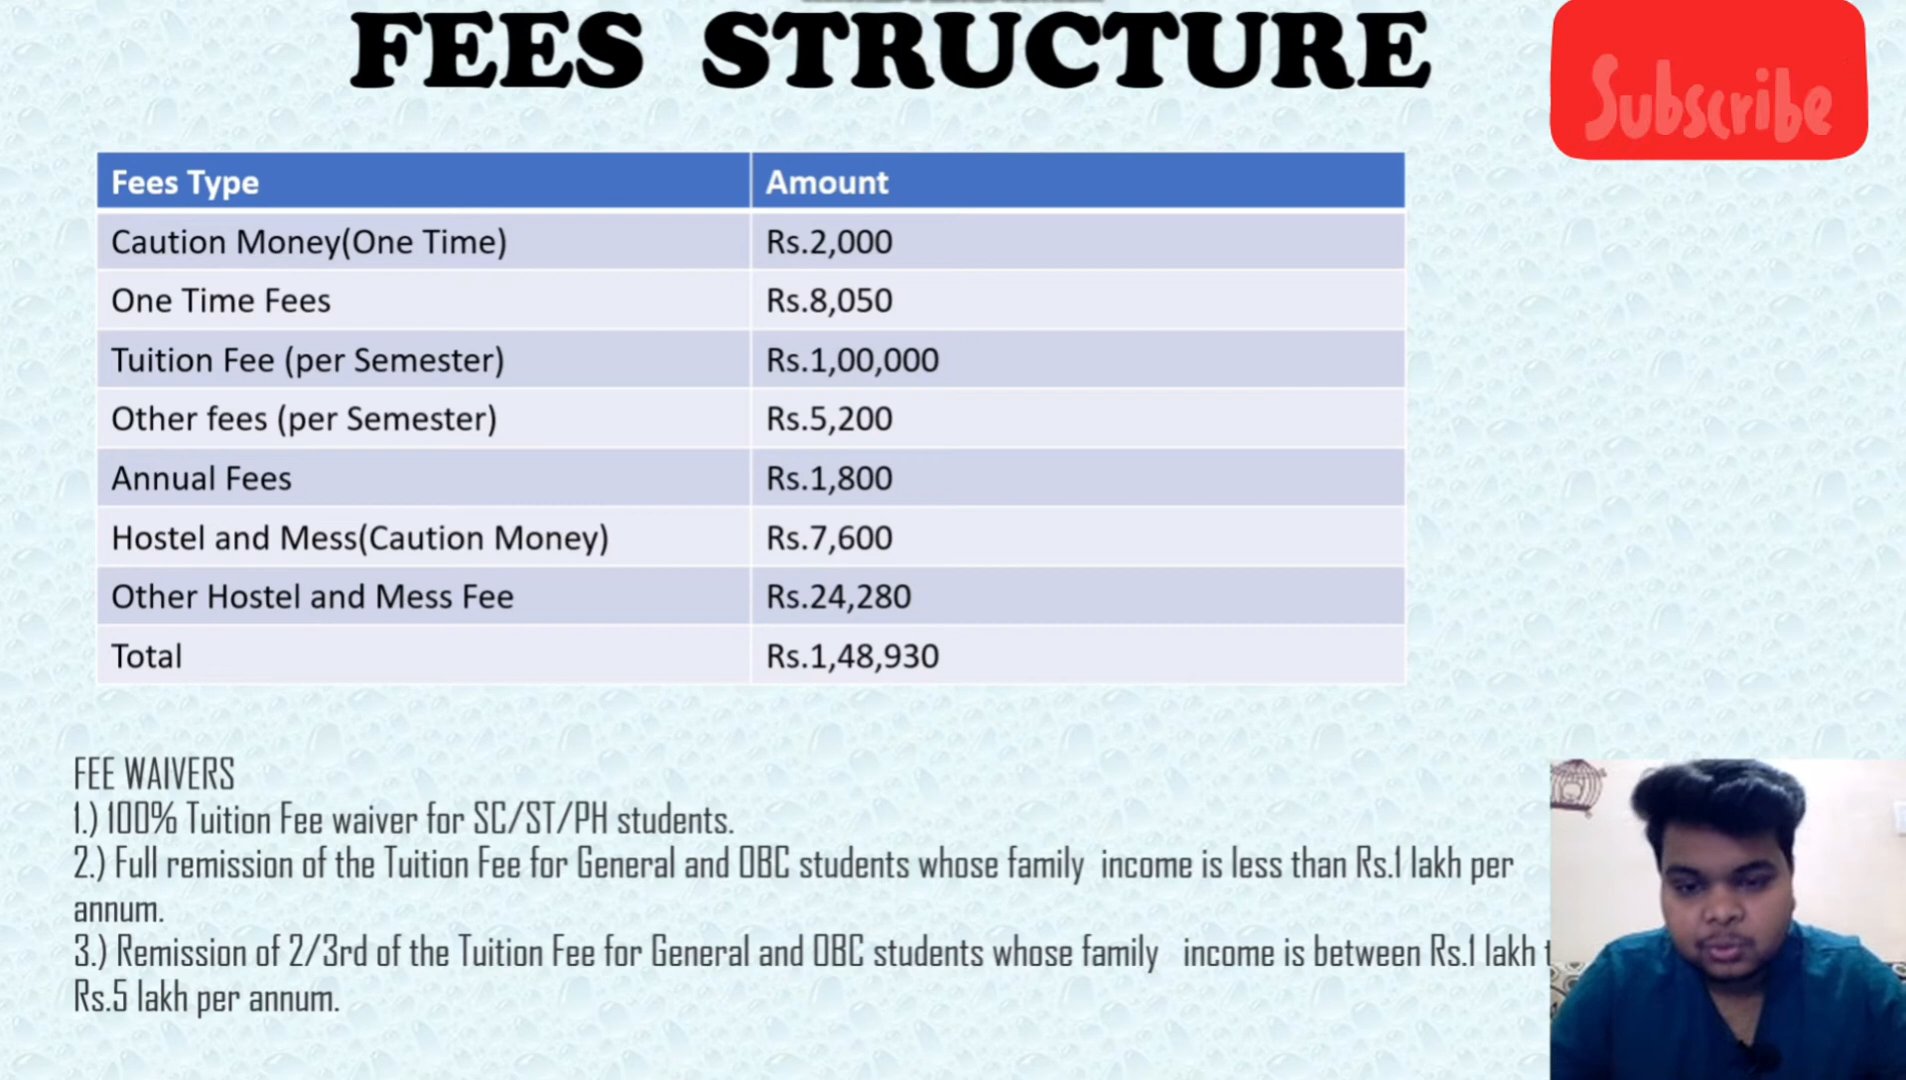 FEES STRUCTURE
Subscribe
Fees Type Amount
Caution Money(One Time) Rs.2,000
One Time Fees Rs.8,050
Tuition Fee (per Semester) Rs.1,00,000
Other fees (per Semester) Rs.5,200
Annual Fees Rs.1,800
Hostel and Mess(Caution Money) Rs.7,600
Other Hostel and Mess Fee Rs.24,280
Total Rs.1,48,930
FEE WAIVERS
1.) 100% Tuition Fee waiver for SC/ST/PH students.
2.) Full remission of the Tuition Fee for General and OBC students whose family income is less than Rs.1 lakh per
annum.
3.) Remission of 2/3rd of the Tuition Fee for General and OBC students whose family income is between Rs.1 lakh
Rs.5 lakh per annum.